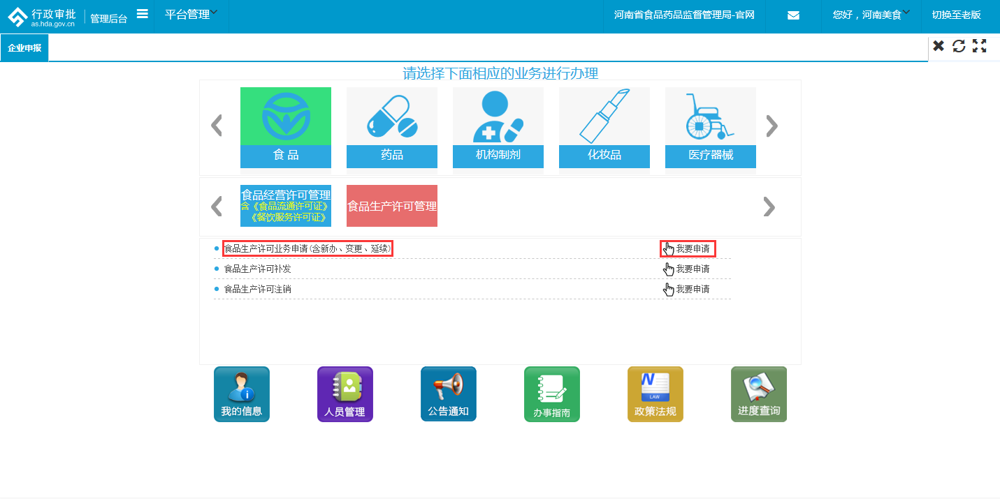 行政审批
as.hda.gov.cn
管理后台
平台管理
河南省食品药品监督管理局-官网
您好，河南美食
切换至老版
企业申报
请选择下面相应的业务进行办理
食 品
药品
机构制剂
化妆品
医疗器械
食品经营许可管理
含《食品流通许可证》
《餐饮服务许可证》
食品生产许可管理
食品生产许可业务申请(含新办、变更、延续)
我要申请
食品生产许可补发
我要申请
食品生产许可注销
我要申请
我的信息
人员管理
公告通知
办事指南
N
LAW
政策法规
进度查询